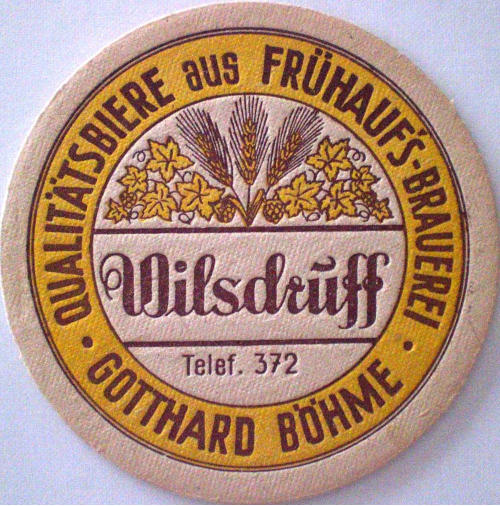 QUALITÄTSBIERE aus FRÜHAUF'S-BRAUEREI
Wilsdruff
Telef. 372
• GOTTHARD BÖHME •